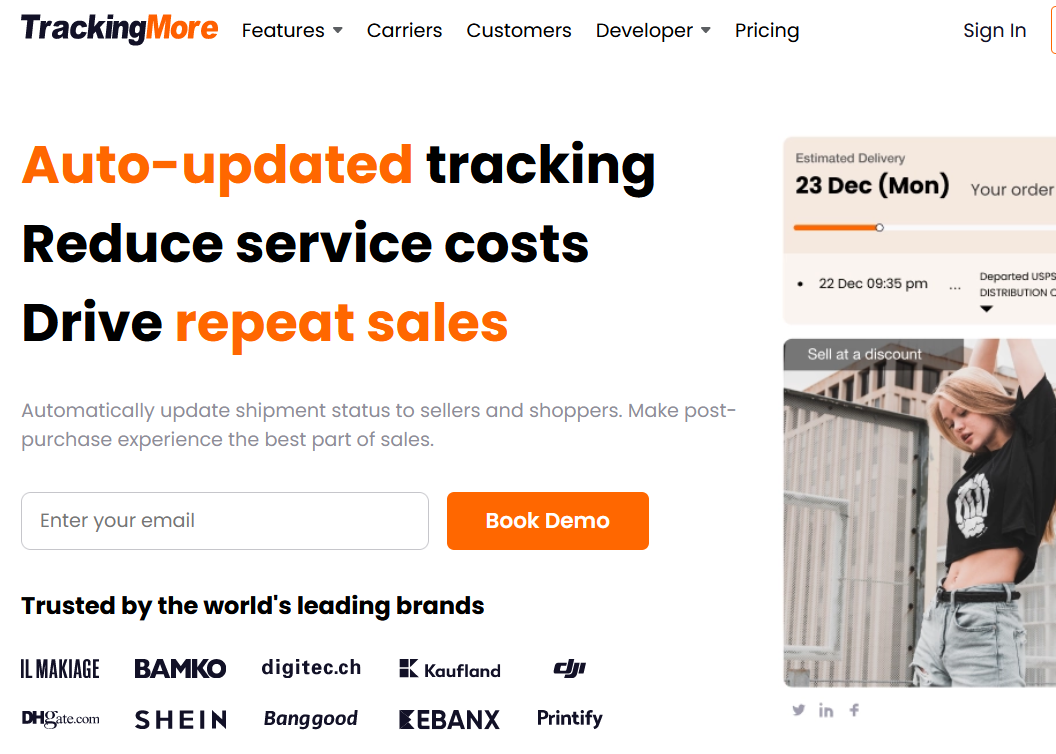 TrackingMore Features Carriers Customers Developer Pricing Sign In
Auto-updated tracking
Reduce service costs
Drive repeat sales
Automatically update shipment status to sellers and shoppers. Make post-
purchase experience the best part of sales.
Enter your email
Book Demo
Trusted by the world's leading brands
IL MAKIAGE BAMKO digitec.ch Kaufland dji
DHgate.com SHEIN Banggood EBANX Printify
Estimated Delivery
23 Dec (Mon) Your order
22 Dec 09:35 pm ... Departed USPS
DISTRIBUTION C
Sell at a discount